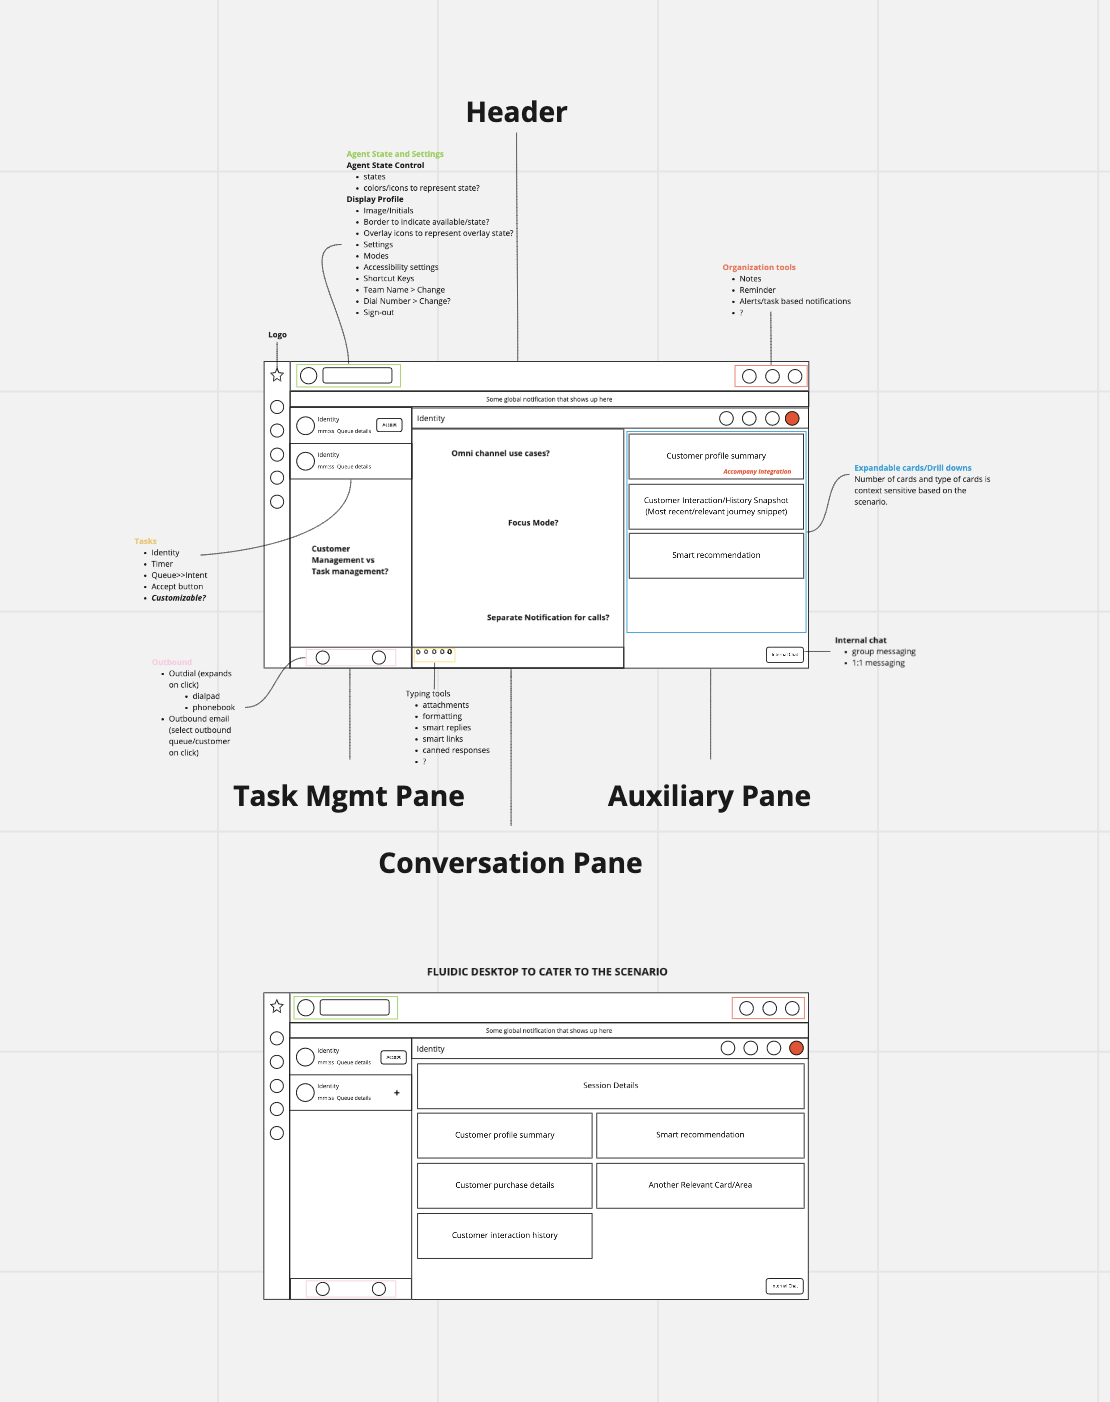 Header
Agent State and Settings
Agent State Control
• states
• colors/icons to represent state?
Display Profile
• Image/Initials
• Border to indicate available/state?
• Overlay icons to represent overlay state?
• Settings
• Modes
• Accessibility settings
• Shortcut Keys
• Team Name > Change
• Dial Number > Change?
• Sign-out
Organization tools
• Notes
• Reminder
• Alerts/task based notifications
• ?
Logo
Some global notification that shows up here
Identity
mm:ss Queue details
Accept
Identity
mm:ss Queue details
Identity
Omni channel use cases?
Focus Mode?
Separate Notification for calls?
Customer
Management vs
Task management?
Customer profile summary
Accompany Integration
Customer Interaction/History Snapshot
(Most recent/relevant journey snippet)
Smart recommendation
Expandable cards/Drill downs
Number of cards and type of cards is
context sensitive based on the
scenario.
Tasks
• Identity
• Timer
• Queue>>Intent
• Accept button
• Customizable?
Internal Chat
Internal chat
• group messaging
• 1:1 messaging
Outbound
• Outdial (expands
on click)
• dialpad
• phonebook
• Outbound email
(select outbound
queue/customer
on click)
Typing tools
• attachments
• formatting
• smart replies
• smart links
• canned responses
• ?
Task Mgmt Pane
Auxiliary Pane
Conversation Pane
FLUIDIC DESKTOP TO CATER TO THE SCENARIO
Some global notification that shows up here
Identity
mm:ss Queue details
Accept
Identity
mm:ss Queue details
+
Identity
Session Details
Customer profile summary
Smart recommendation
Customer purchase details
Another Relevant Card/Area
Customer interaction history
Internal Chat